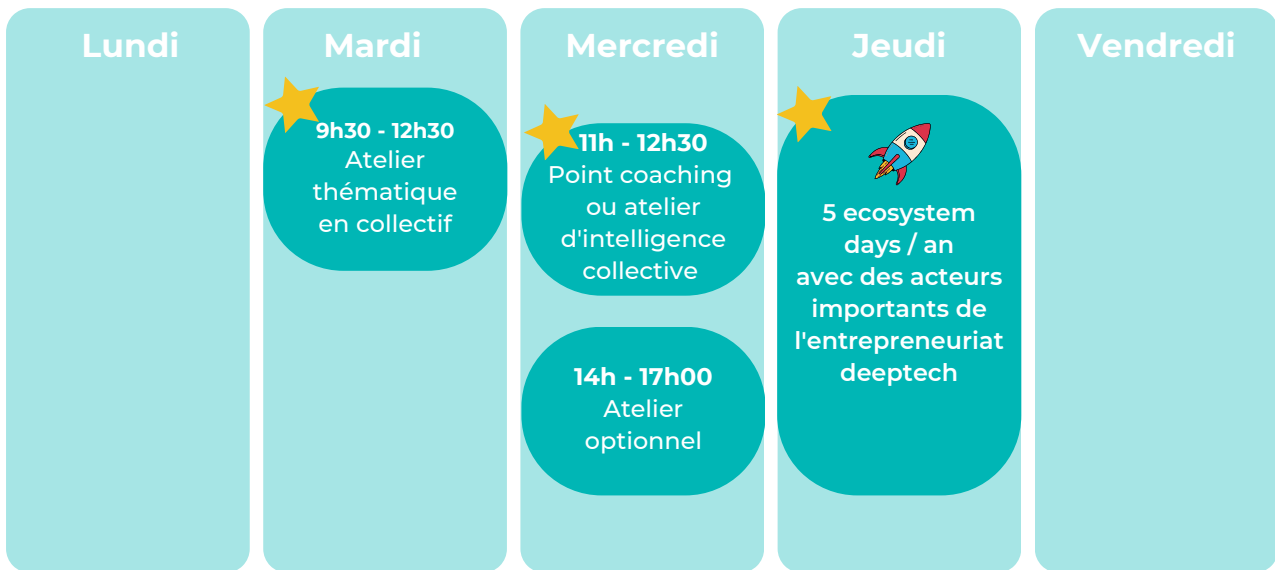 Lundi
Mardi
9h30 - 12h30
Atelier
thématique
en collectif
Mercredi
11h - 12h30
Point coaching
ou atelier
d'intelligence
collective
14h - 17h00
Atelier
optionnel
Jeudi
5 ecosystem
days / an
avec des acteurs
importants de
l'entrepreneuriat
deeptech
Vendredi